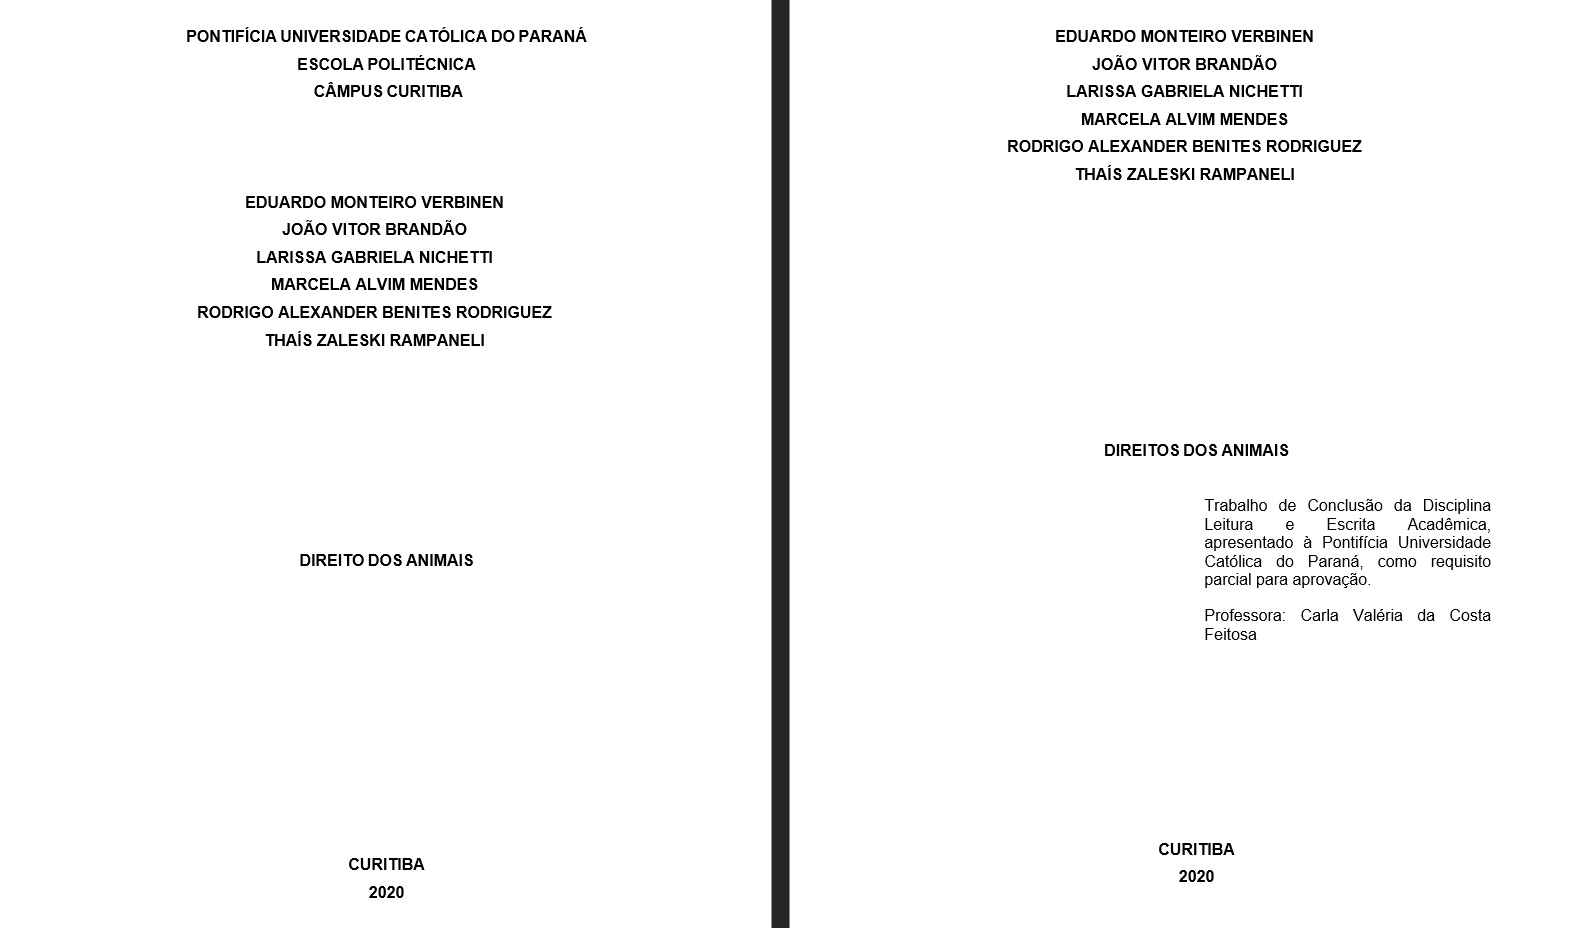 PONTIFÍCIA UNIVERSIDADE CATÓLICA DO PARANÁ
ESCOLA POLITÉCNICA
CÂMPUS CURITIBA
EDUARDO MONTEIRO VERBINEN
JOÃO VITOR BRANDÃO
LARISSA GABRIELA NICHETTI
MARCELA ALVIM MENDES
RODRIGO ALEXANDER BENITES RODRIGUEZ
THAÍS ZALESKI RAMPANELI
DIREITO DOS ANIMAIS
CURITIBA
2020
EDUARDO MONTEIRO VERBINEN
JOÃO VITOR BRANDÃO
LARISSA GABRIELA NICHETTI
MARCELA ALVIM MENDES
RODRIGO ALEXANDER BENITES RODRIGUEZ
THAÍS ZALESKI RAMPANELI
DIREITOS DOS ANIMAIS
Trabalho de Conclusão da Disciplina
Leitura e Escrita Acadêmica,
apresentado à Pontifícia Universidade
Católica do Paraná, como requisito
parcial para aprovação.
Professora: Carla Valéria da Costa
Feitosa
CURITIBA
2020